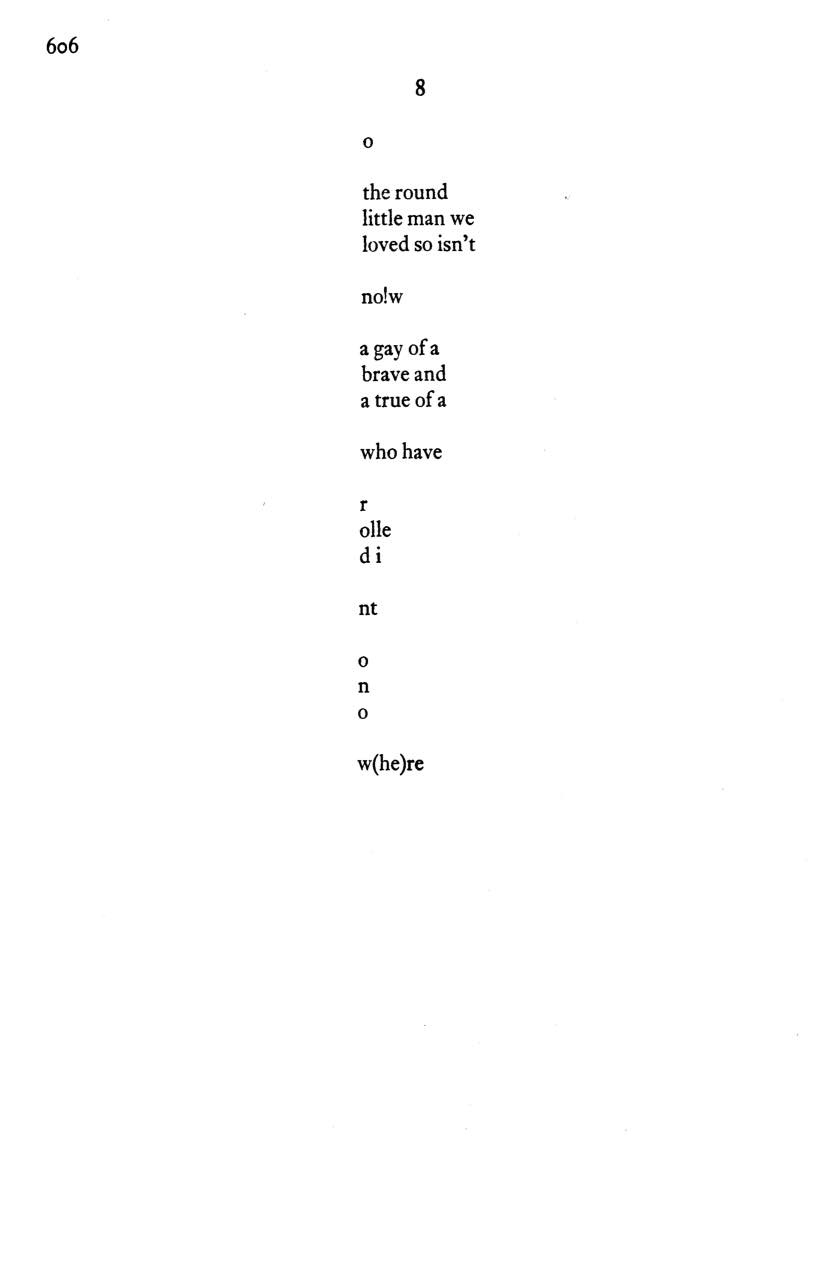 606
8
o
the round
little man we
loved so isn't
no!w
a gay of a
brave and
a true of a
who have
r
olle
d i
nt
o
n
o
w(he)re